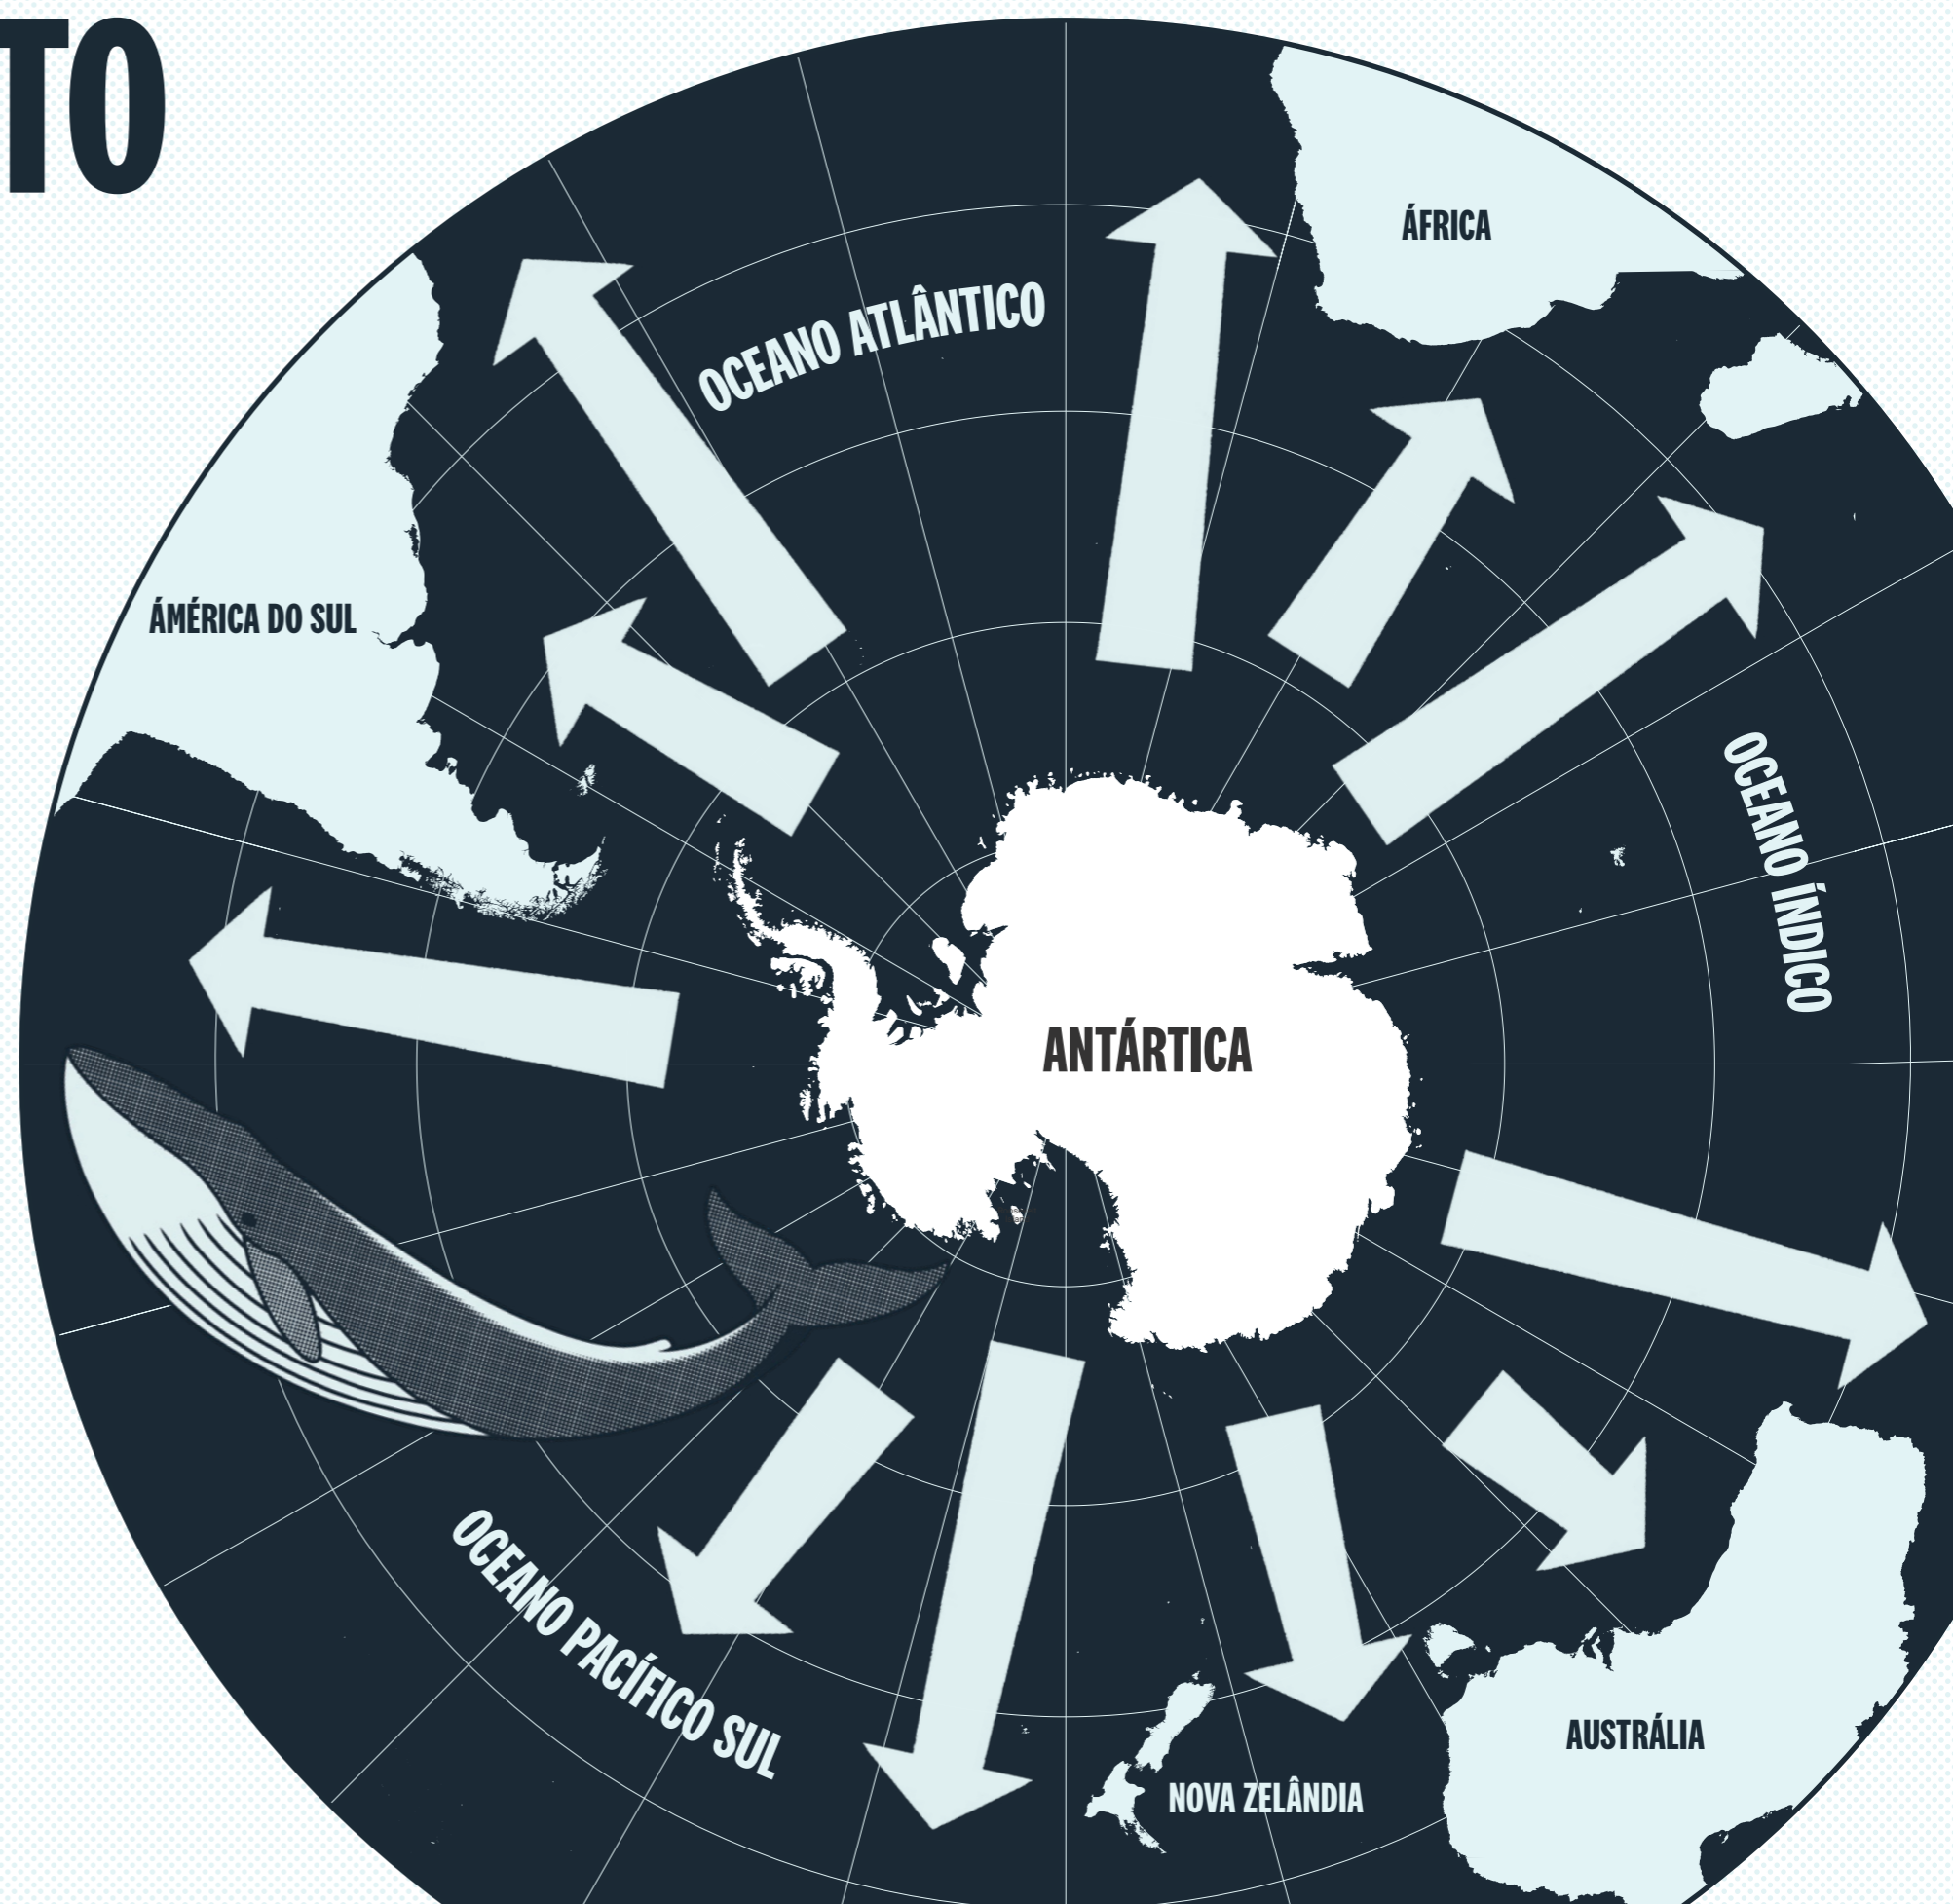 TO
ÁFRICA
OCEANO ATLÂNTICO
ÁMÉRICA DO SUL
OCEANO ÍNDICO
ANTÁRTICA
OCEANO PACÍFICO SUL
AUSTRÁLIA
NOVA ZELÂNDIA